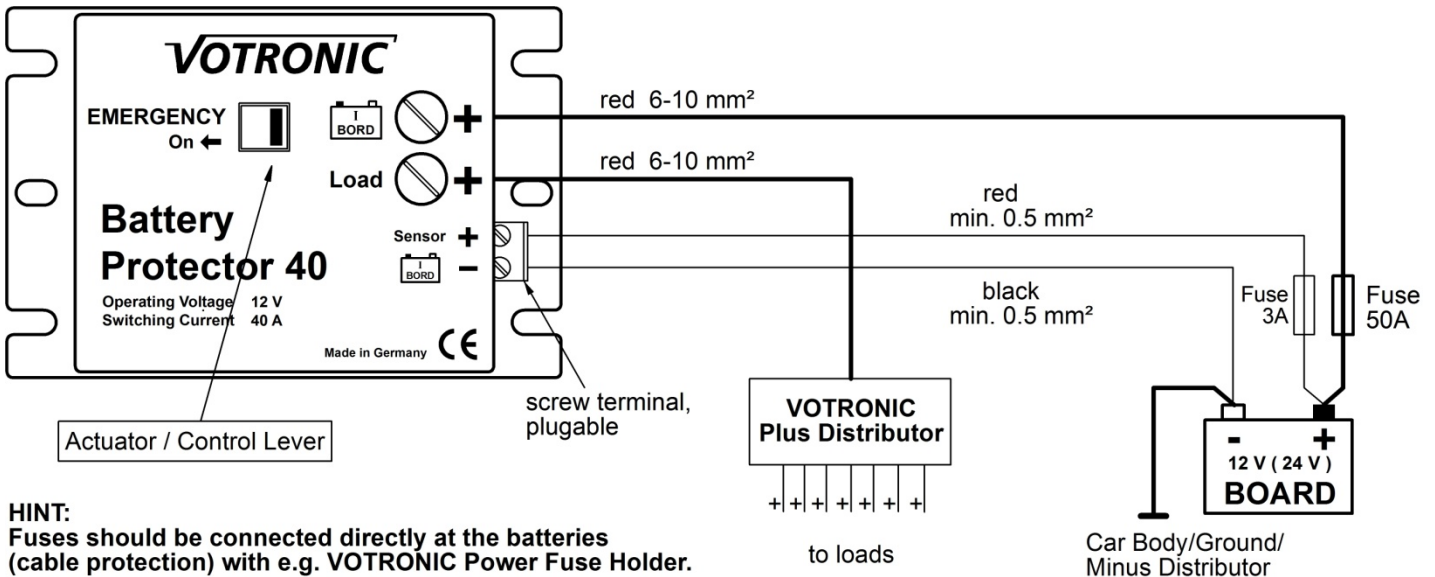 VOTRONIC
EMERGENCY
On
I
BORD
+
Load +
Battery
Protector 40
Sensor +
I
BORD
-
Operating Voltage 12 V
Switching Current 40 A
Made in Germany CE
Actuator / Control Lever
screw terminal,
plugable
red 6-10 mm²
red 6-10 mm²
red
min. 0.5 mm²
black
min. 0.5 mm²
Fuse
3A
Fuse
50A
VOTRONIC
Plus Distributor
+ + + + + + +
to loads
- +
12 V ( 24 V )
BOARD
Car Body/Ground/
Minus Distributor
HINT:
Fuses should be connected directly at the batteries
(cable protection) with e.g. VOTRONIC Power Fuse Holder.